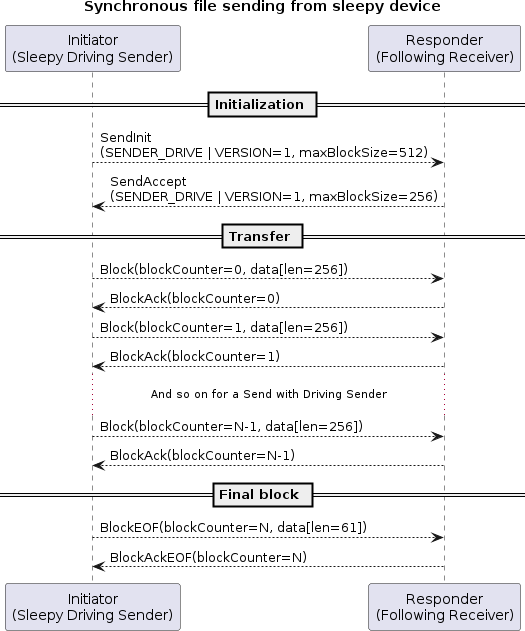 Synchronous file sending from sleepy device
Initiator
(Sleepy Driving Sender)
Responder
(Following Receiver)
Initialization
SendInit
(SENDER_DRIVE | VERSION=1, maxBlockSize=512)
SendAccept
(SENDER_DRIVE | VERSION=1, maxBlockSize=256)
Transfer
Block(blockCounter=0, data[len=256])
BlockAck(blockCounter=0)
Block(blockCounter=1, data[len=256])
BlockAck(blockCounter=1)
And so on for a Send with Driving Sender
Block(blockCounter=N-1, data[len=256])
BlockAck(blockCounter=N-1)
Final block
BlockEOF(blockCounter=N, data[len=61])
BlockAckEOF(blockCounter=N)
Initiator
(Sleepy Driving Sender)
Responder
(Following Receiver)